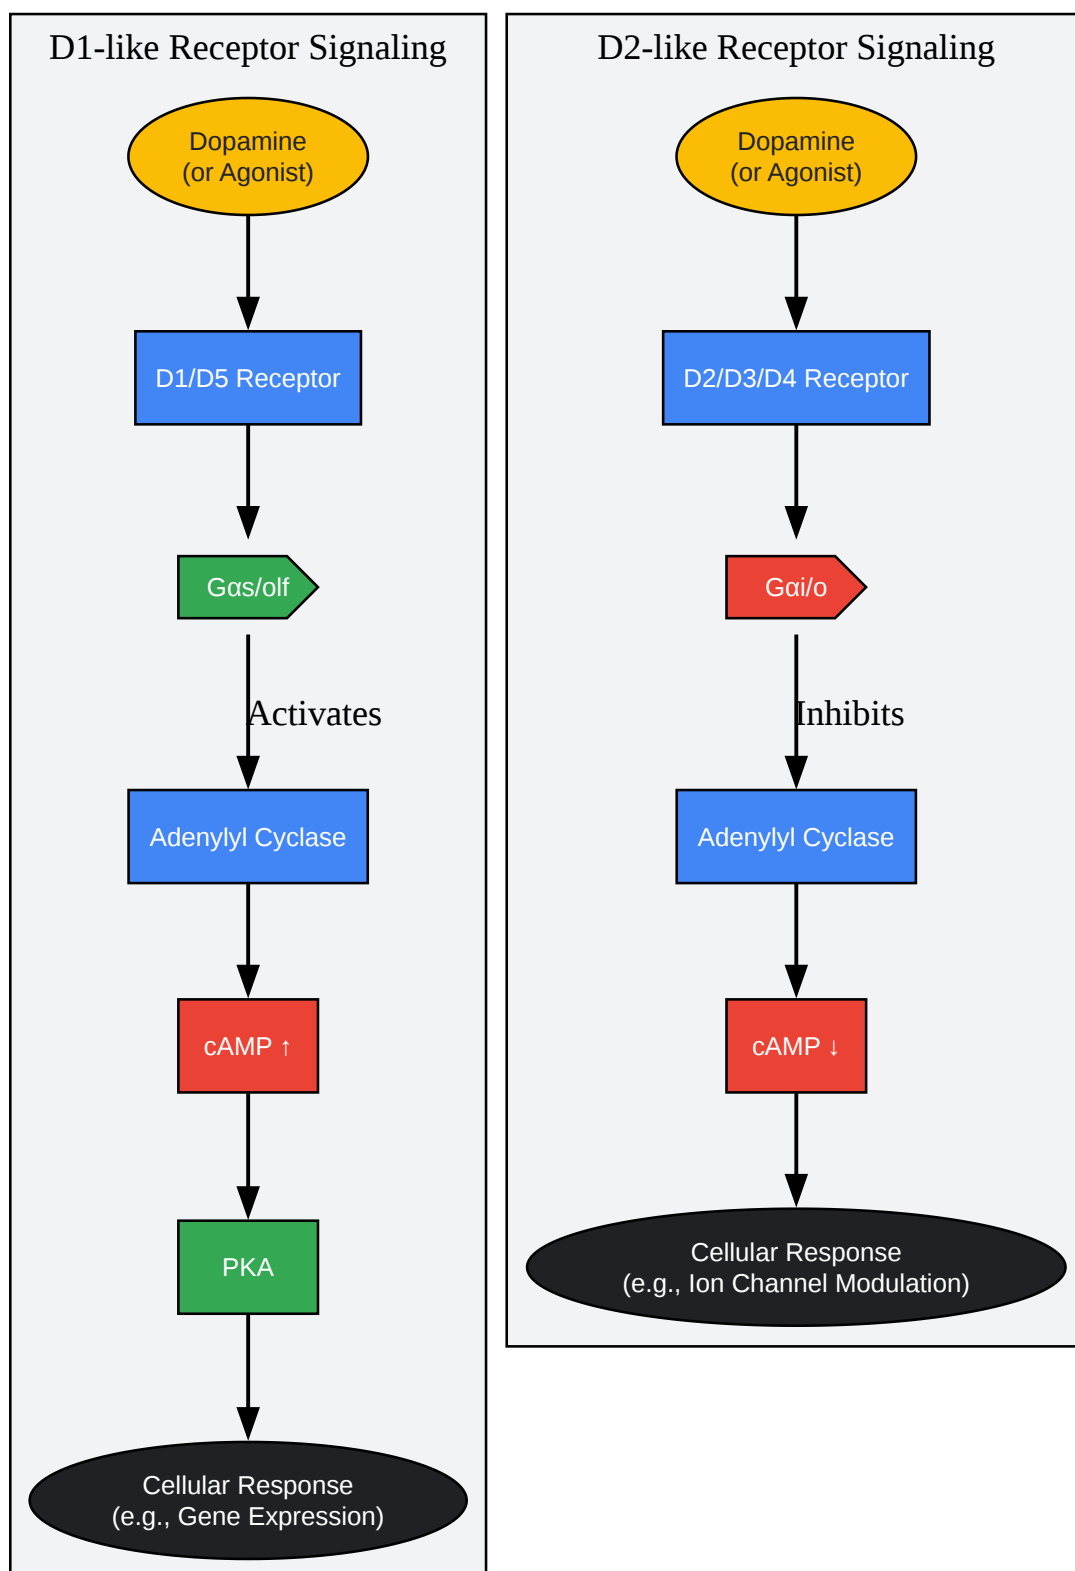 D1-like Receptor Signaling
Dopamine
(or Agonist)
D1/D5 Receptor
Gαs/olf
Activates
Adenylyl Cyclase
cAMP ↑
PKA
Cellular Response
(e.g., Gene Expression)
D2-like Receptor Signaling
Dopamine
(or Agonist)
D2/D3/D4 Receptor
Gαi/o
Inhibits
Adenylyl Cyclase
cAMP ↓
Cellular Response
(e.g., Ion Channel Modulation)